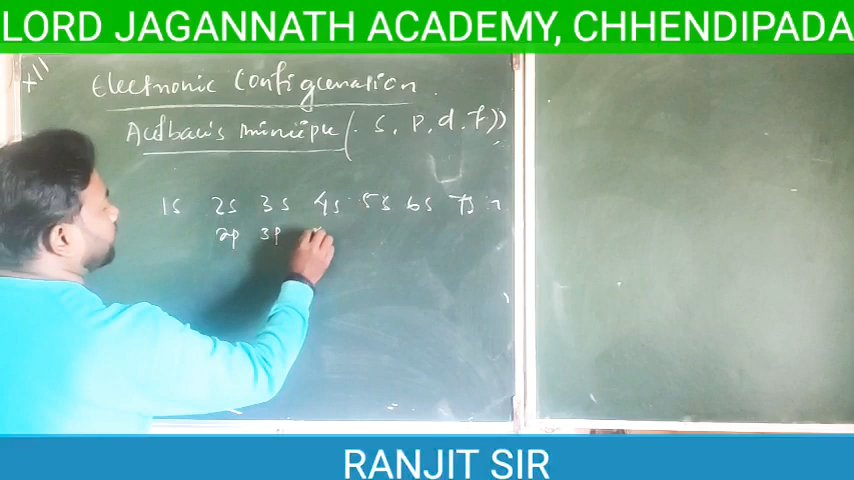 LORD JAGANNATH ACADEMY, CHHENDIPADA
+11
Electronic Configuration
Aufbau's principle (. s, p, d, f))
1s 2s 3s 4s 5s 6s 7s
2p 3p
RANJIT SIR